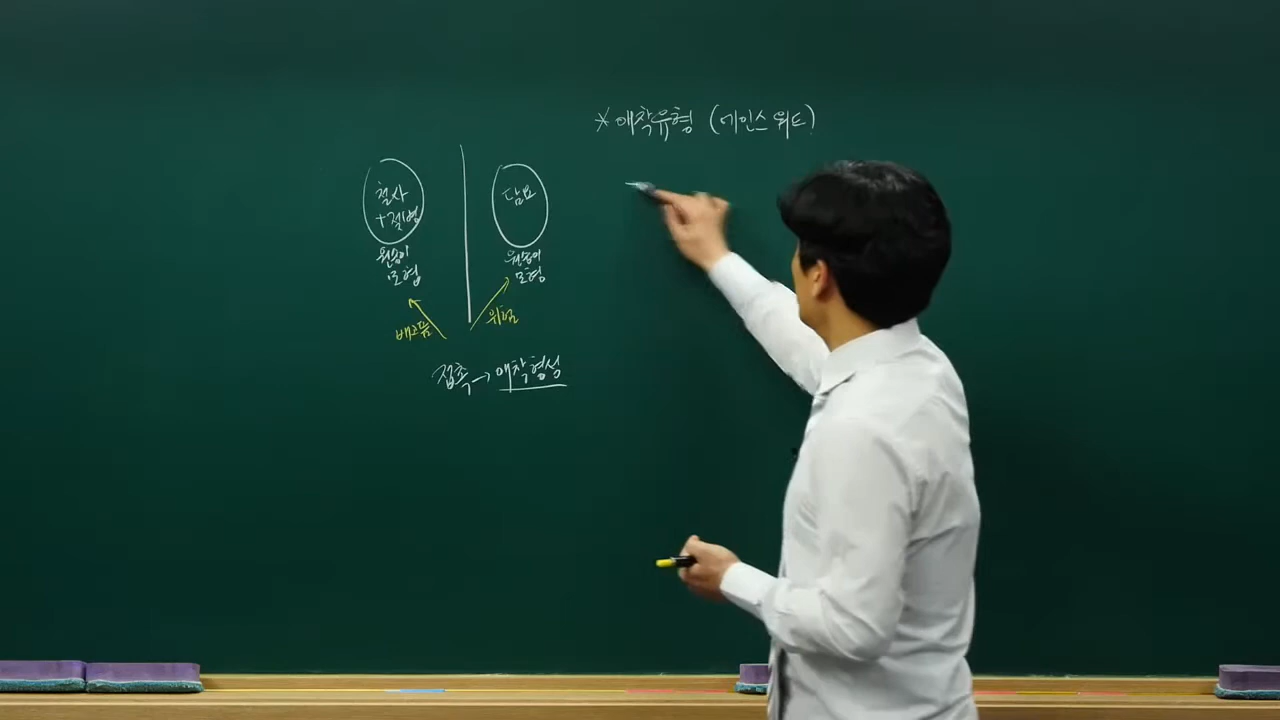 * 애착유형 (에인스워드)
철사
+젖병
원숭이
모형
담요
원숭이
모형
배고픔
위험
접촉→애착형성